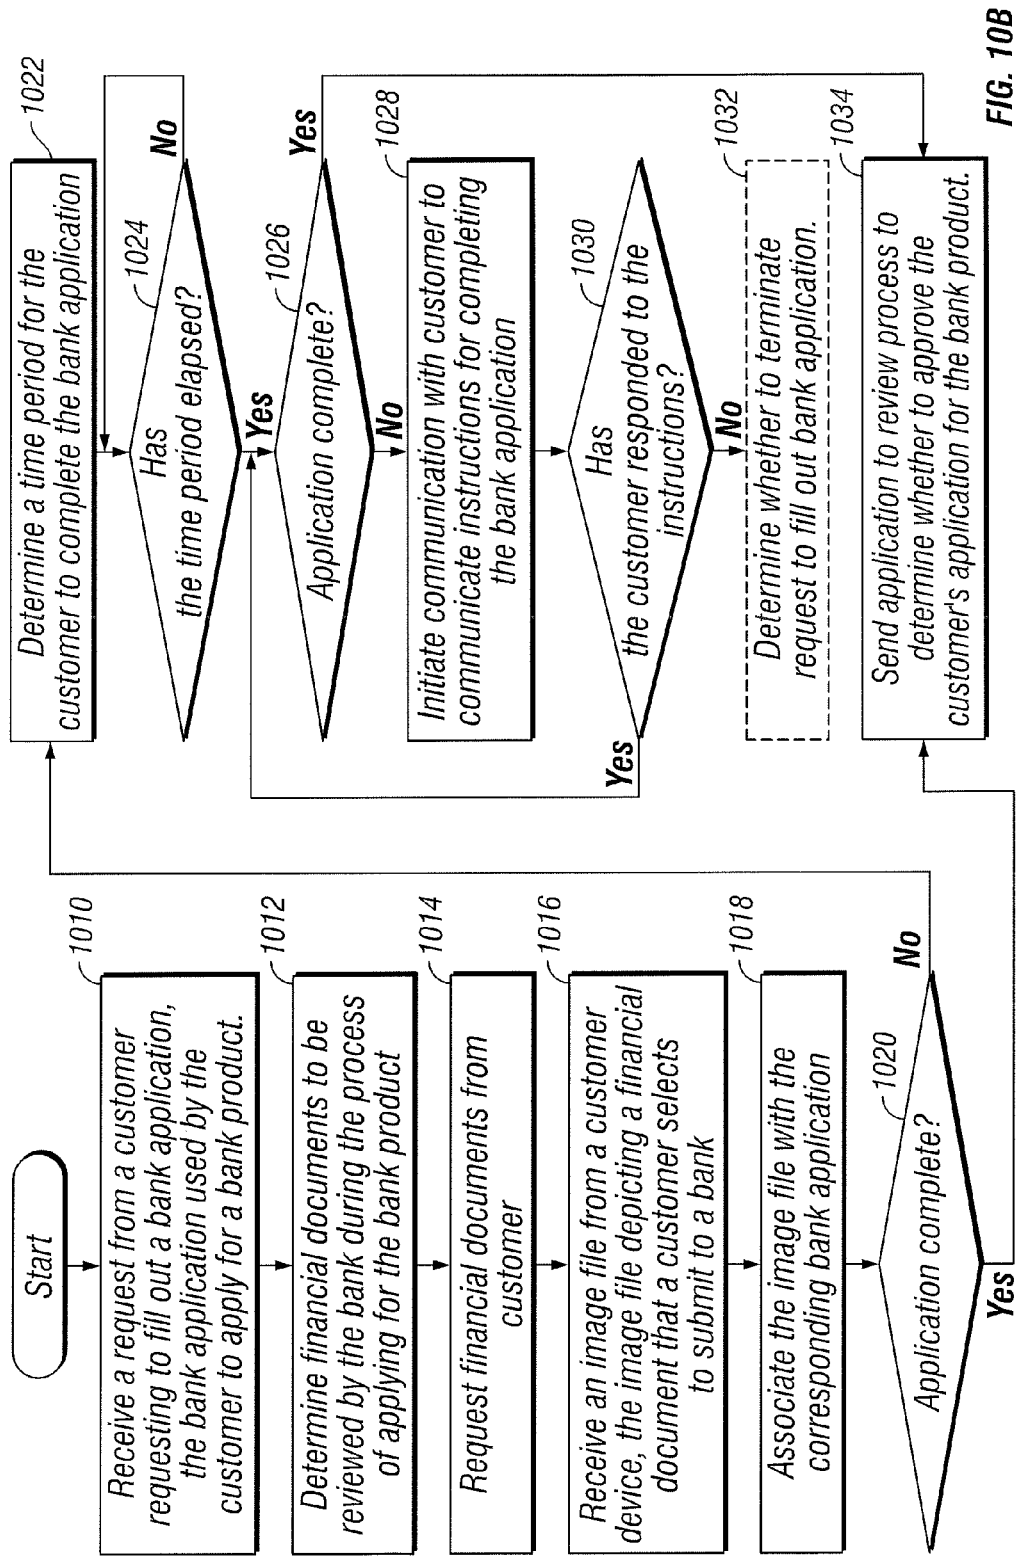 Start
1010
Receive a request from a customer
requesting to fill out a bank application,
the bank application used by the
customer to apply for a bank product.
1012
Determine financial documents to be
reviewed by the bank during the process
of applying for the bank product
1014
Request financial documents from
customer
1016
Receive an image file from a customer
device, the image file depicting a financial
document that a customer selects
to submit to a bank
1018
Associate the image file with the
corresponding bank application
1020
Application complete?
No
Yes
1022
Determine a time period for the
customer to complete the bank application
1024
Has
the time period elapsed?
No
Yes
1026
Application complete?
Yes
No
1028
Initiate communication with customer to
communicate instructions for completing
the bank application
1030
Has
the customer responded to the
instructions?
Yes
No
1032
Determine whether to terminate
request to fill out bank application.
1034
Send application to review process to
determine whether to approve the
customer's application for the bank product.
FIG. 10B